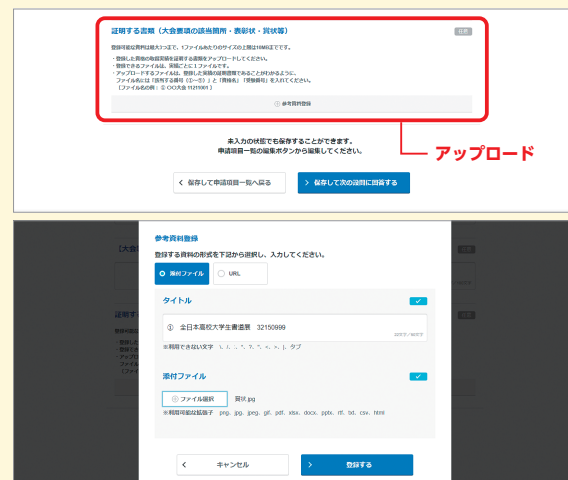 証明する書類（大会要項の該当箇所・表彰状・賞状等）
任意
登録可能な資料は最大5つまで、1ファイルあたりのサイズの上限は10MBまでです。
・登録した資格の取得実績を証明する書類をアップロードしてください。
・登録できるファイルは、実績ごとに1ファイルです。
・アップロードするファイルは、登録した実績の証明書類であることがわかるように、
ファイル名には「該当する番号（①～⑤）」と「資格名」「受験番号」を入れてください。
［ファイル名の例： ① ○○大会 11211001 ］
参考資料登録
未入力の状態でも保存することができます。
申請項目一覧の編集ボタンから編集してください。
アップロード
く 保存して申請項目一覧へ戻る
> 保存して次の設問に回答する
参考資料登録
登録する資料の形式を下記から選択し、入力してください。
添付ファイル
URL
タイトル
① 全日本高校大学生書道展 32150999
※利用できない文字 \、/、:、*、?、"、<、>、|、タブ
添付ファイル
ファイル選択 賞状.jpg
※利用可能な拡張子 png、jpg、jpeg、gif、pdf、xlsx、docx、pptx、rtf、txt、csv、html
< キャンセル
> 登録する